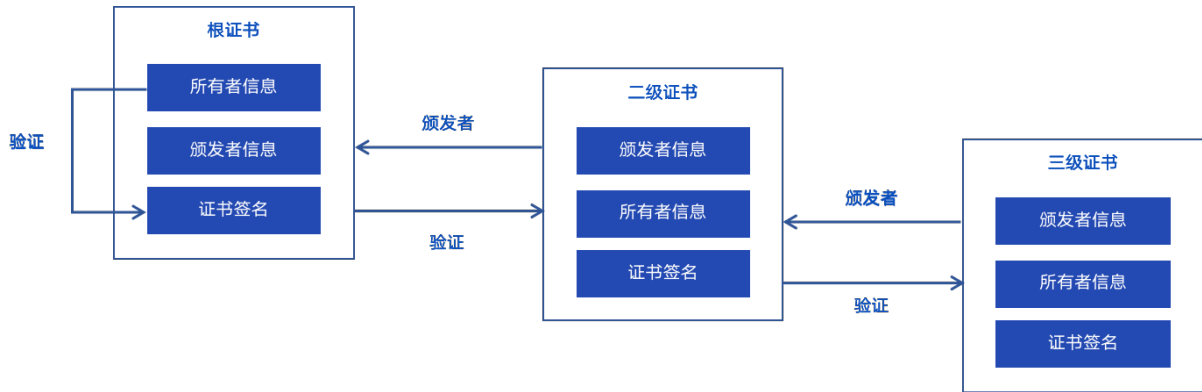 根证书
所有者信息
颁发者信息
证书签名
验证
颁发者
验证
二级证书
颁发者信息
所有者信息
证书签名
颁发者
验证
三级证书
颁发者信息
所有者信息
证书签名